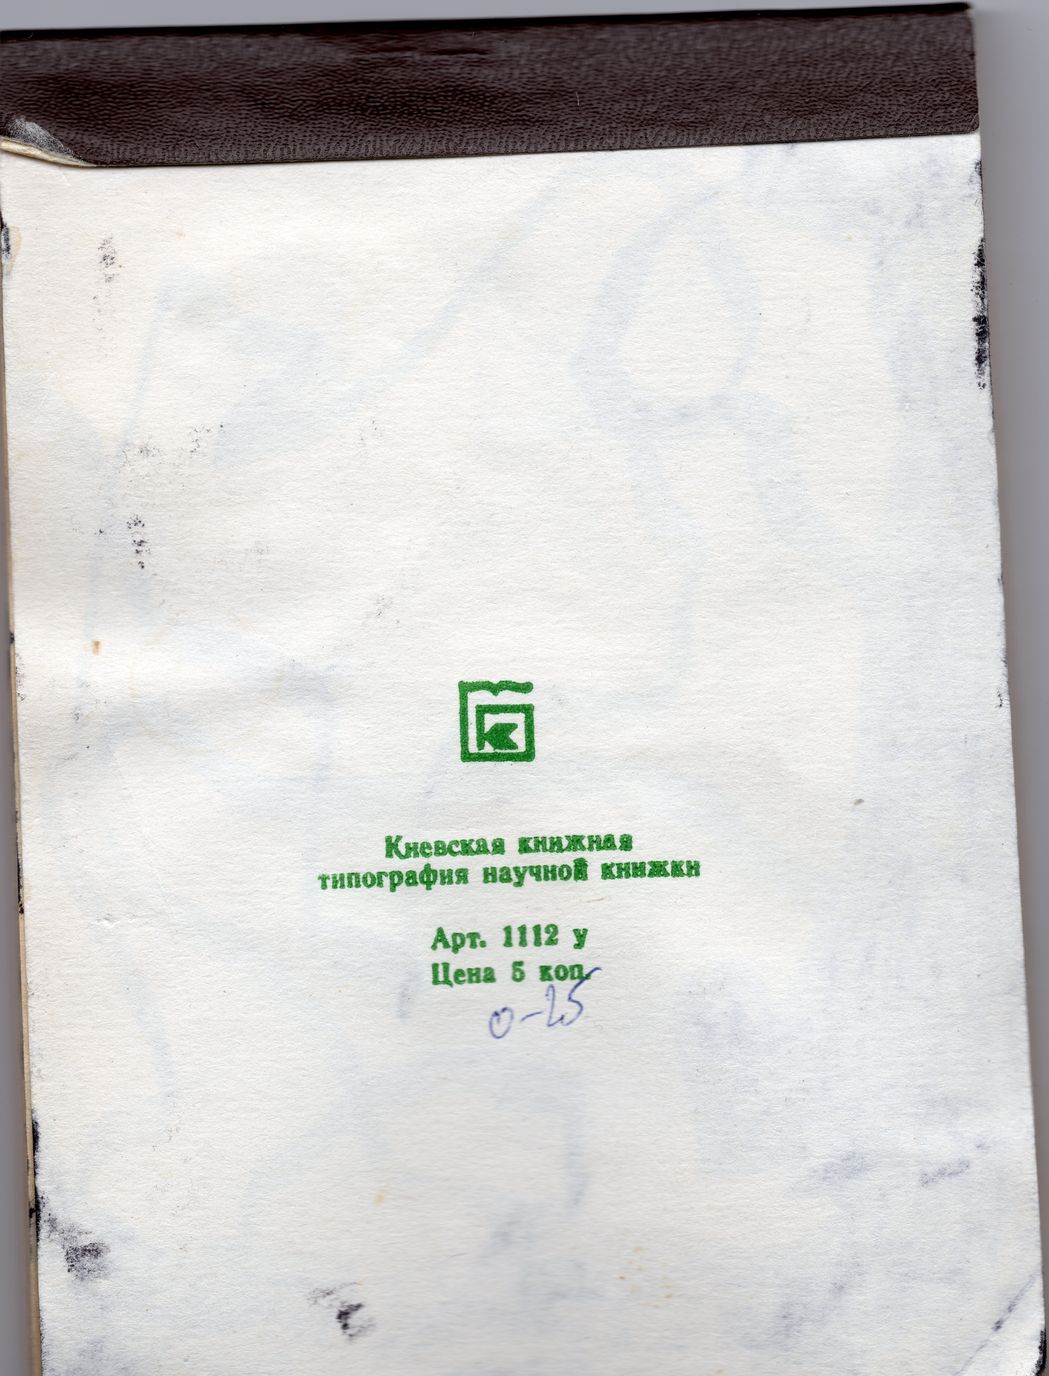 к
Киевская книжная
типография научной книжки
Арт. 1112 у
Цена 5 коп.
0-25